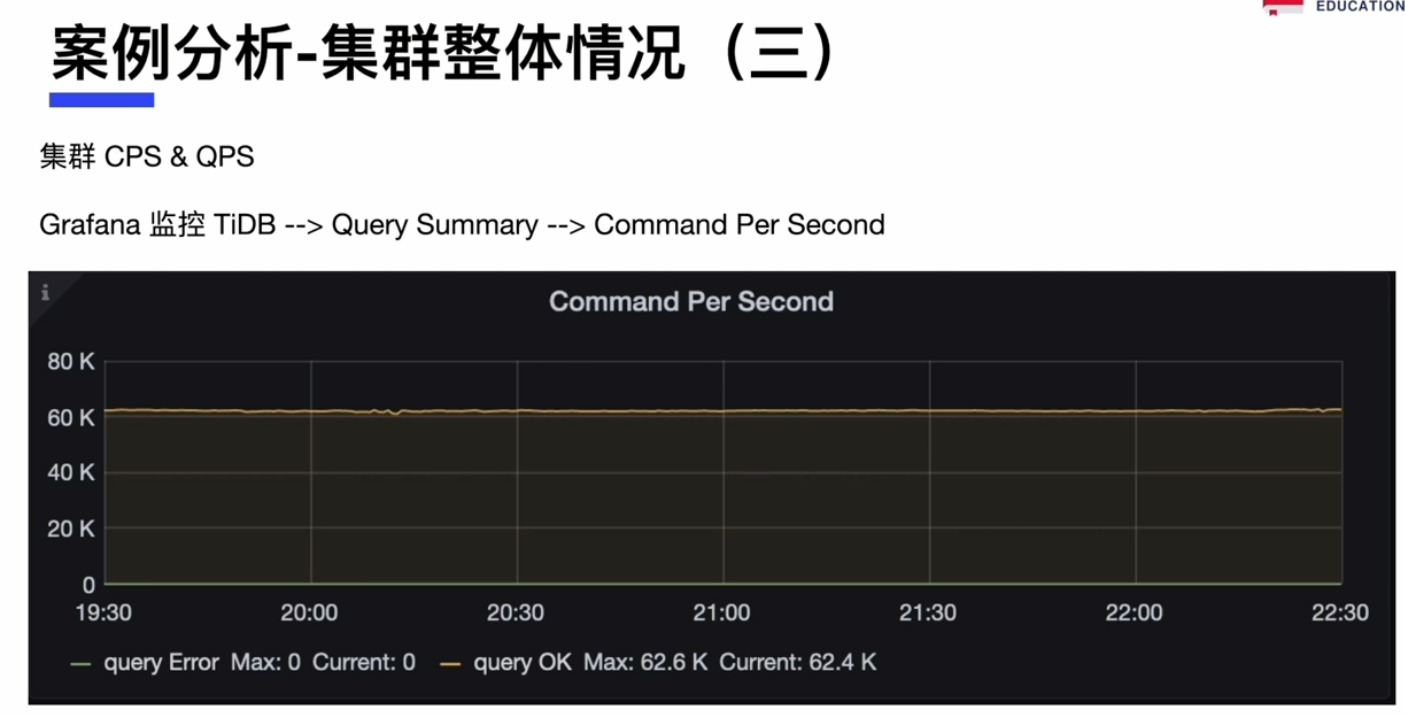 EDUCATION
案例分析-集群整体情况（三）
集群 CPS & QPS
Grafana 监控 TiDB --> Query Summary --> Command Per Second
i
Command Per Second
80 K
60 K
40 K
20 K
0
19:30 20:00 20:30 21:00 21:30 22:00 22:30
query Error Max: 0 Current: 0 query OK Max: 62.6 K Current: 62.4 K